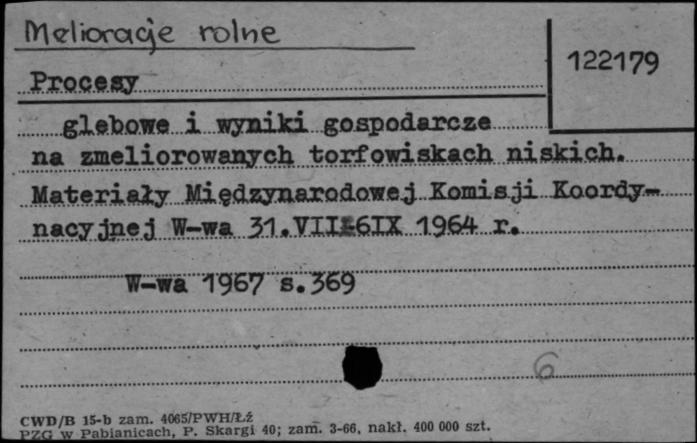 Melioracje rolne
122179
Procesy
glebowe i wyniki gospodarcze
na zmeliorowanych torfowiskach niskich.
Materiały Międzynarodowej Komisji Koordy-
nacyjnej W-wa 31.VIII-6IX 1964 r.
W-wa 1967 s.369
6
CWD/B 15-b zam. 4065/PWH/Łź
PZG w Pabianicach, P. Skargi 40; zam. 3-66, nakł. 400 000 szt.